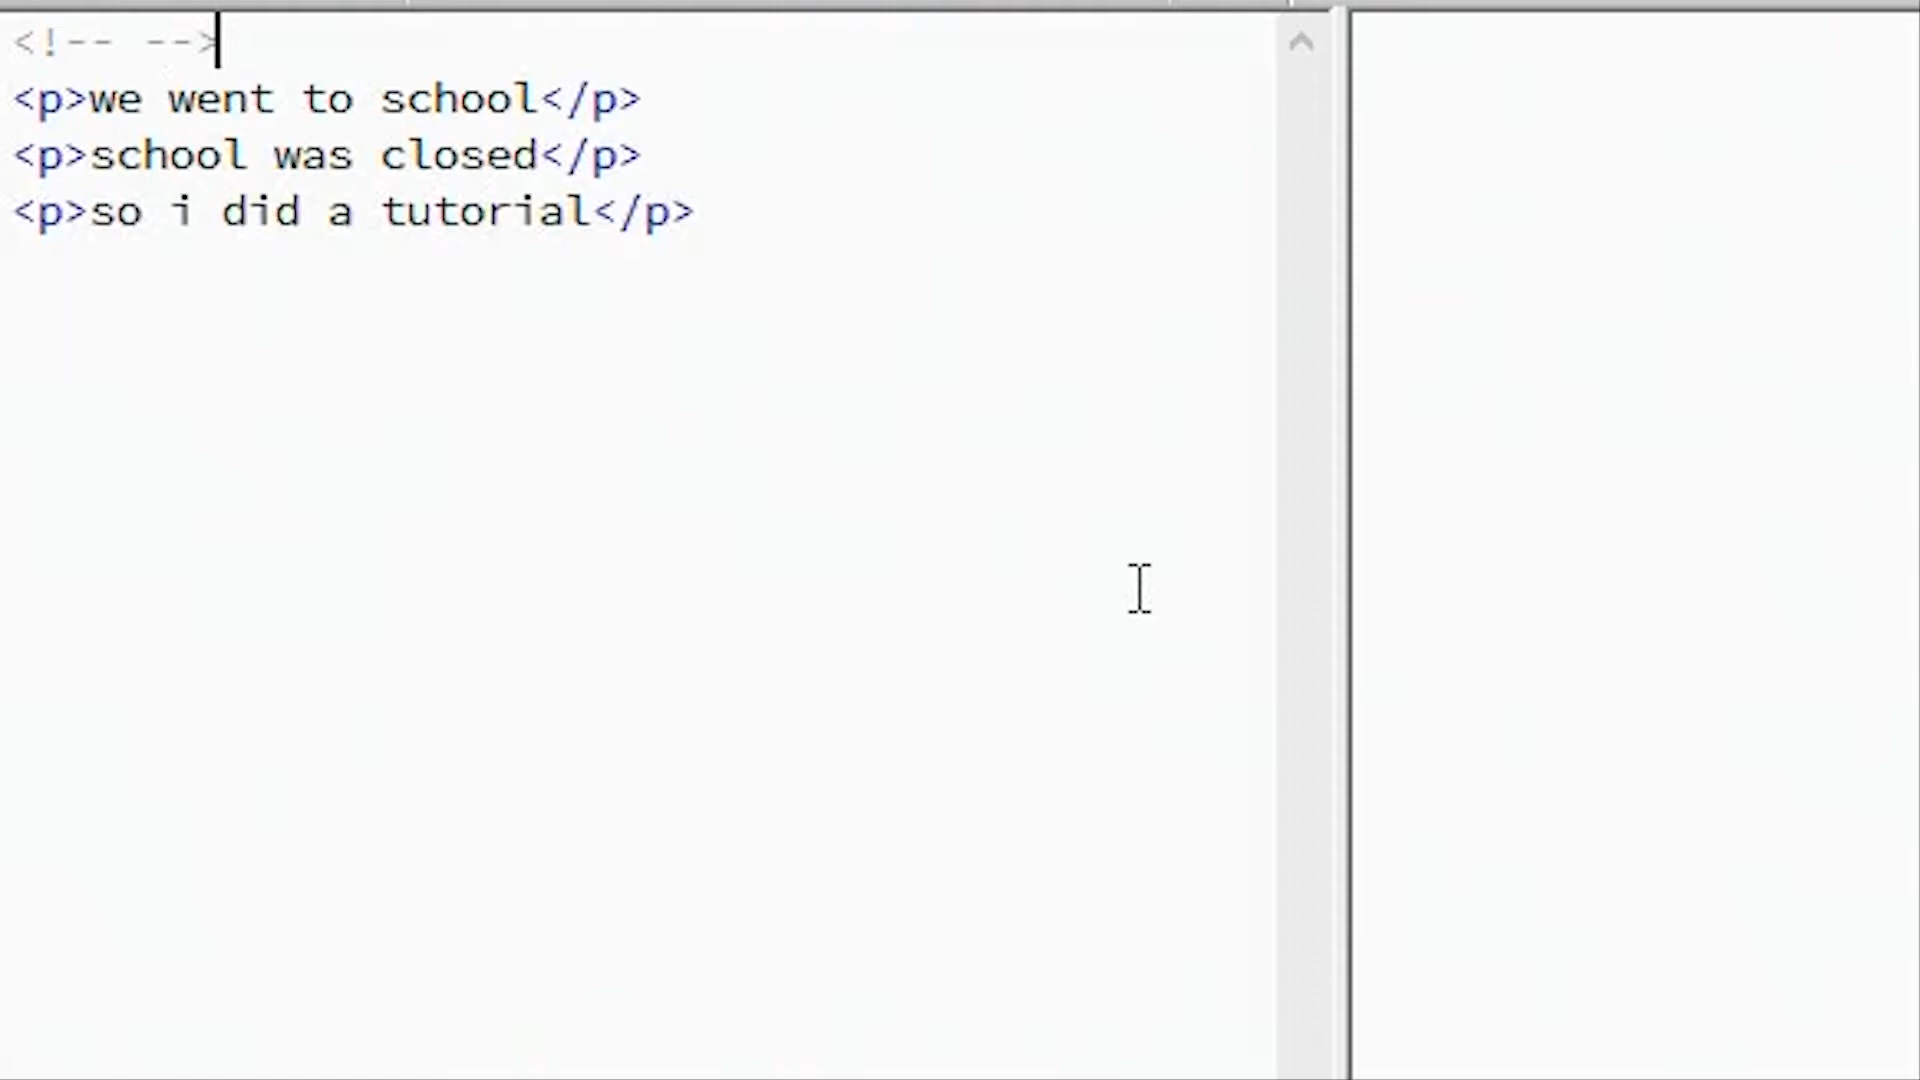 <!-- -->
<p>we went to school</p>
<p>school was closed</p>
<p>so i did a tutorial</p>